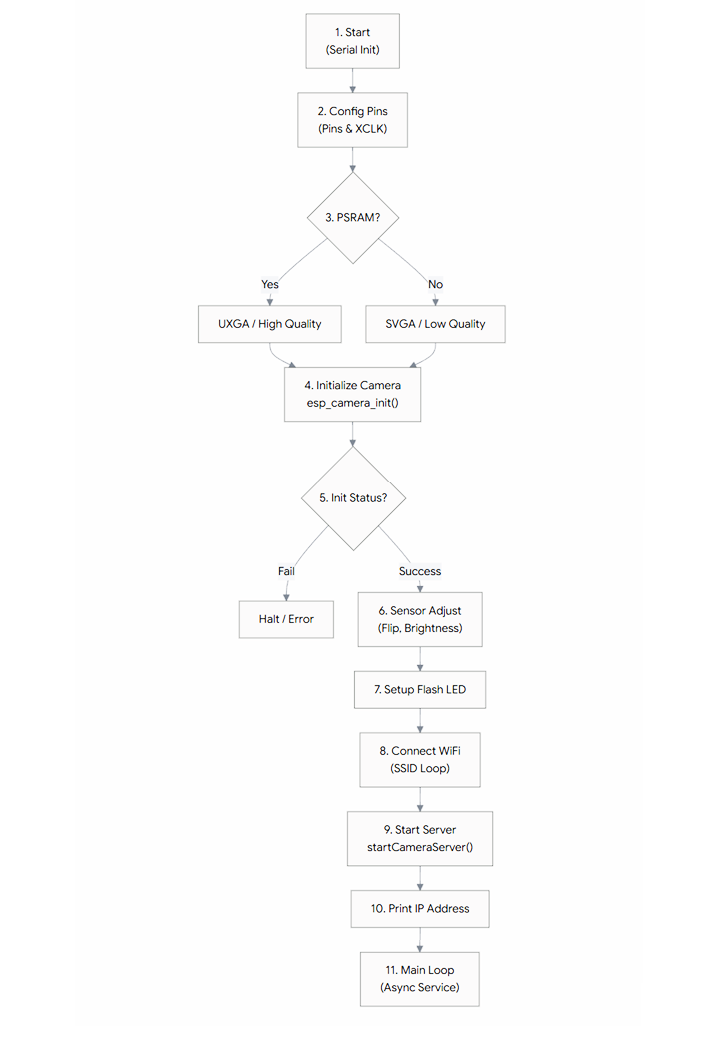 1. Start
(Serial Init)
2. Config Pins
(Pins & XCLK)
3. PSRAM?
Yes
No
UXGA / High Quality
SVGA / Low Quality
4. Initialize Camera
esp_camera_init()
5. Init Status?
Fail
Success
Halt / Error
6. Sensor Adjust
(Flip, Brightness)
7. Setup Flash LED
8. Connect WiFi
(SSID Loop)
9. Start Server
startCameraServer()
10. Print IP Address
11. Main Loop
(Async Service)